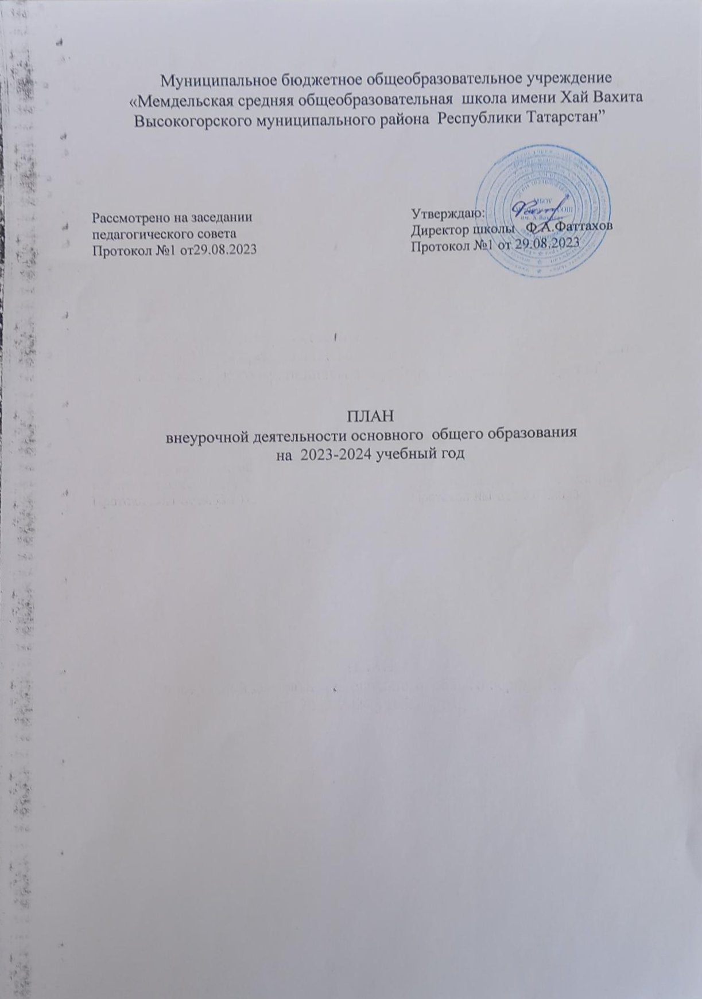 Муниципальное бюджетное общеобразовательное учреждение
«Мемдельская средняя общеобразовательная школа имени Хай Вахита
Высокогорского муниципального района Республики Татарстан”
Рассмотрено на заседании
педагогического совета
Протокол №1 от29.08.2023
Утверждаю:
Директор школы Ф.А.Фаттахов
Протокол №1 от 29.08.2023
МБОУ
СОШ
ПЛАН
внеурочной деятельности основного общего образования
на 2023-2024 учебный год